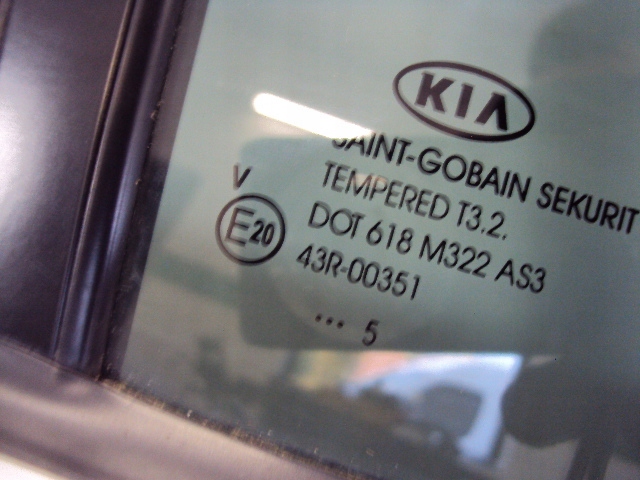 KIA
SAINT-GOBAIN SEKURIT
TEMPERED T3.2.
V
E20
DOT 618 M322 AS3
43R-00351
... 5